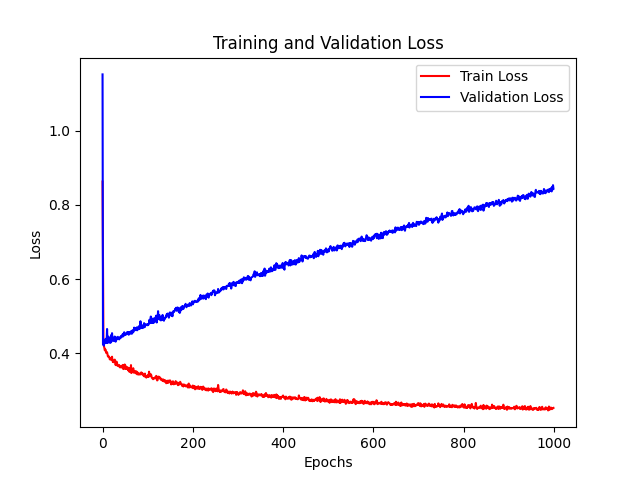 Training and Validation Loss
Train Loss
Validation Loss
1.0
0.8
0.6
0.4
Loss
0 200 400 600 800 1000
Epochs